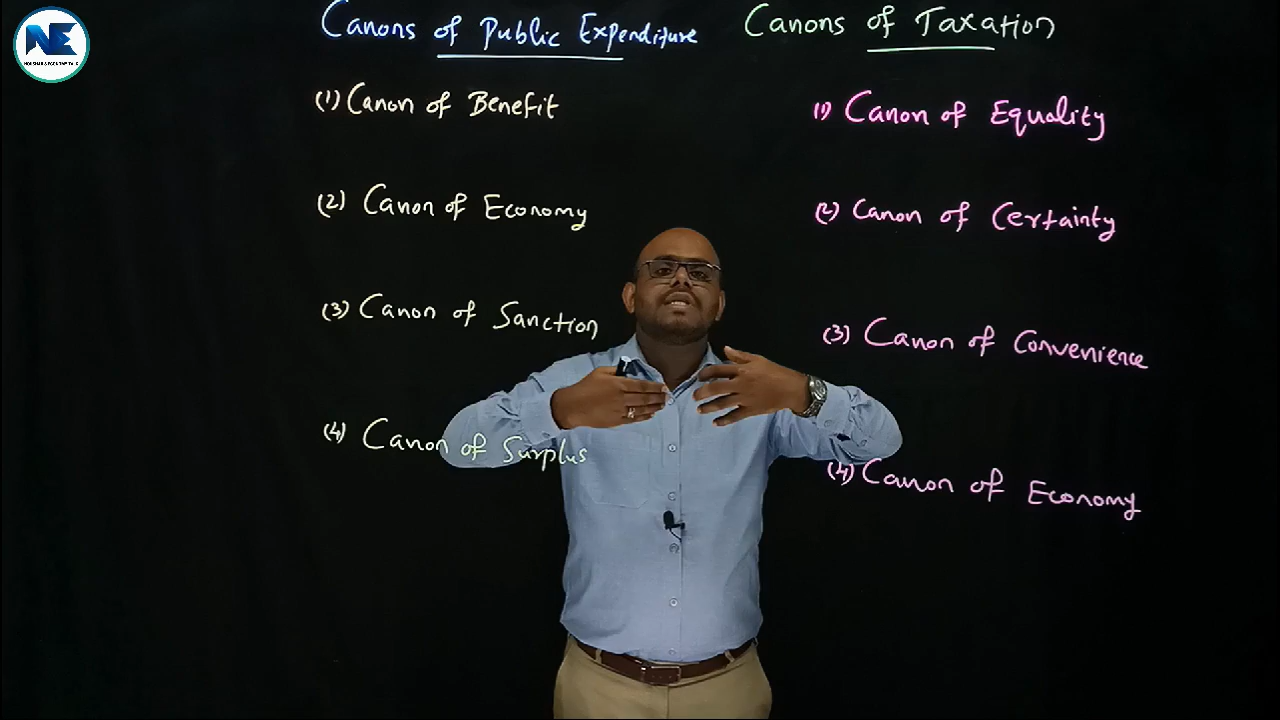 NE
Canons of Public Expenditure
(1) Canon of Benefit
(2) Canon of Economy
(3) Canon of Sanction
(4) Canon of Surplus
Canons of Taxation
(1) Canon of Equality
(2) Canon of Certainty
(3) Canon of Convenience
(4) Canon of Economy